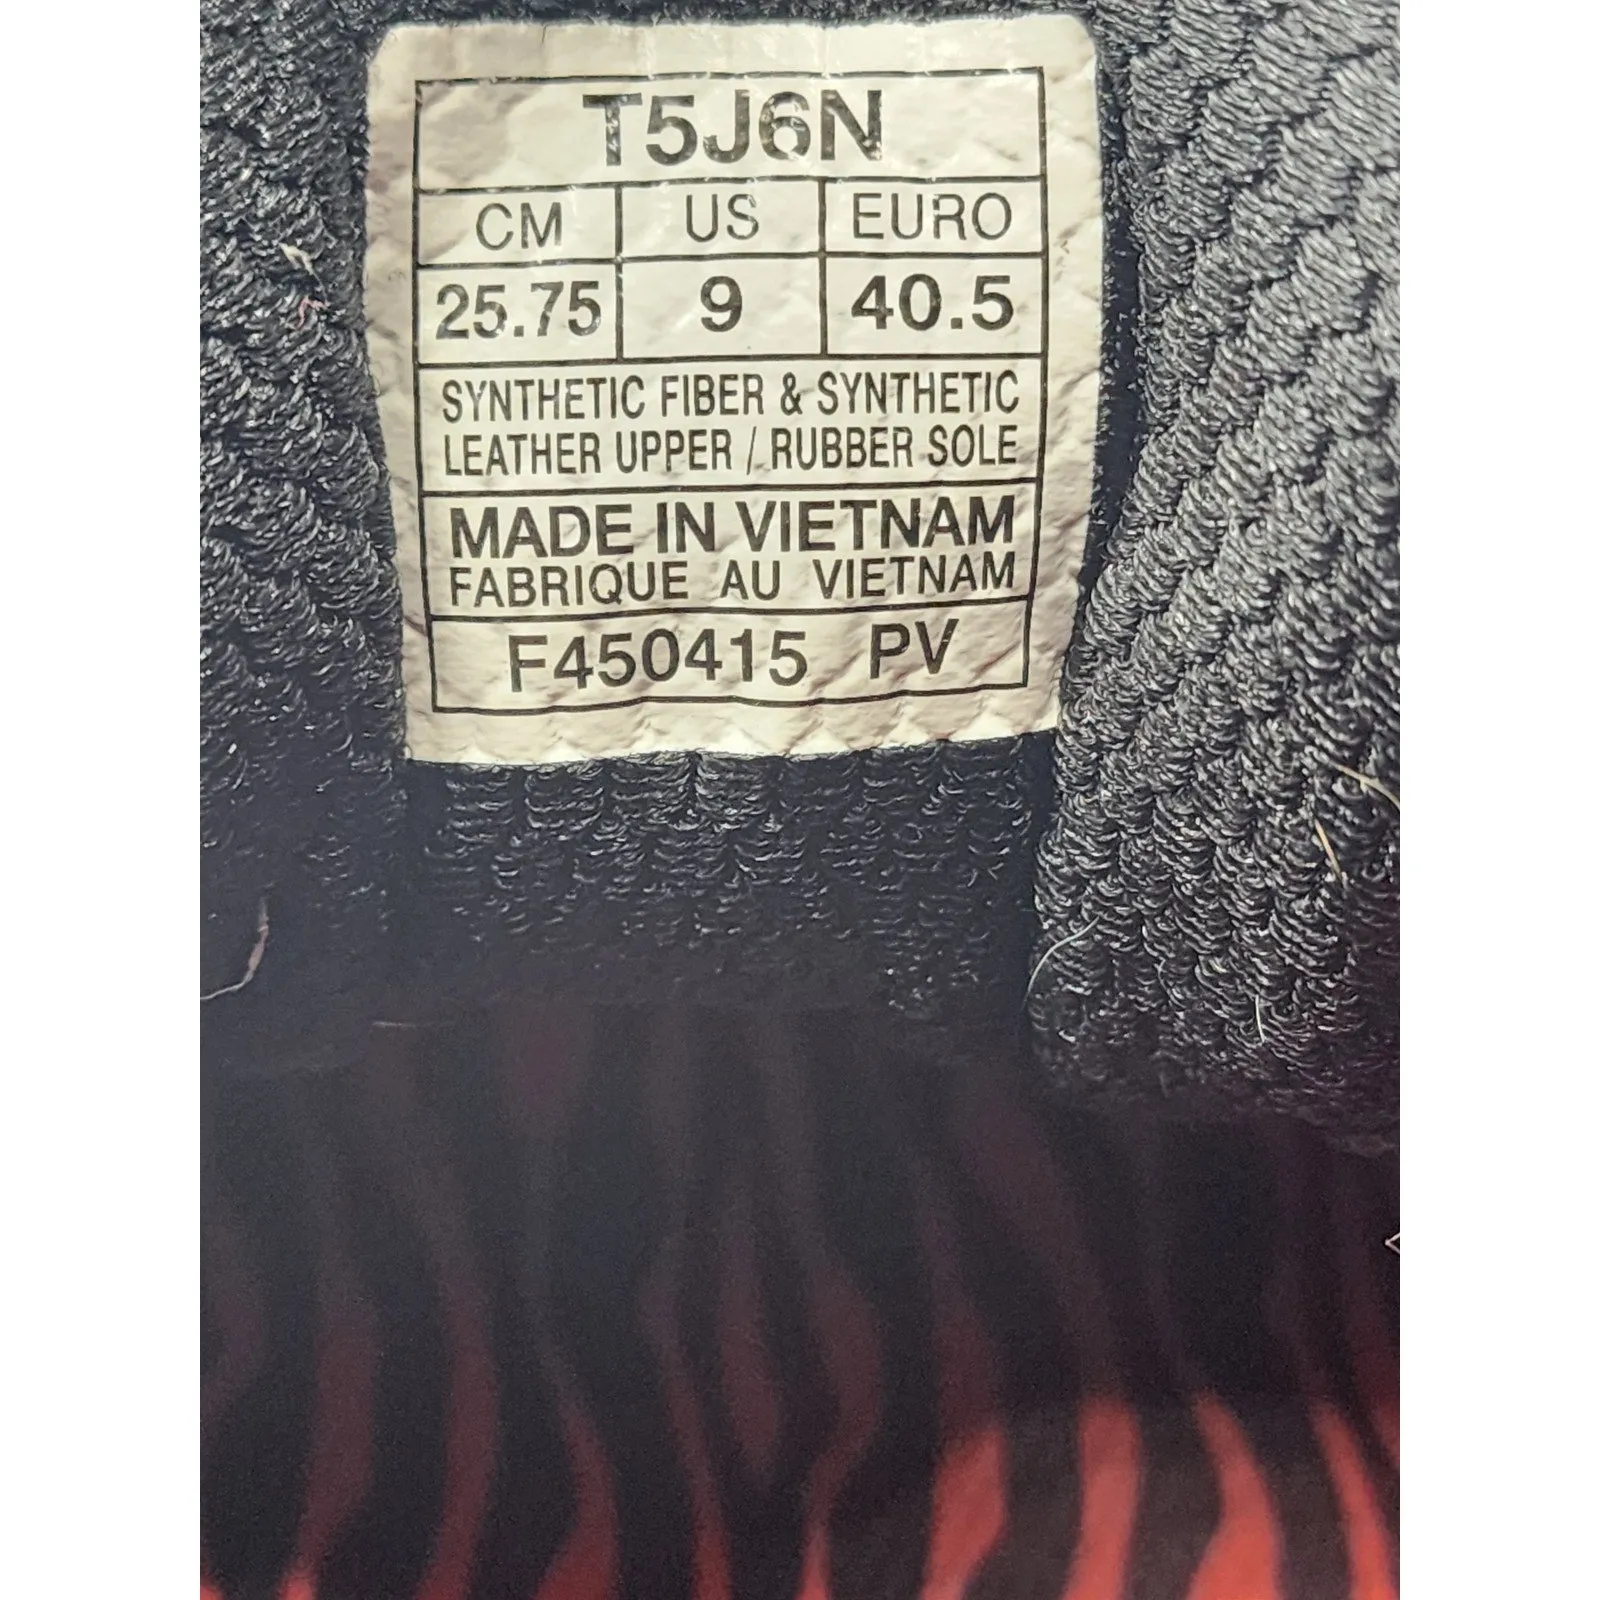 T5J6N
CM US EURO
25.75 9 40.5
SYNTHETIC FIBER & SYNTHETIC
LEATHER UPPER / RUBBER SOLE
MADE IN VIETNAM
FABRIQUE AU VIETNAM
F450415 PV